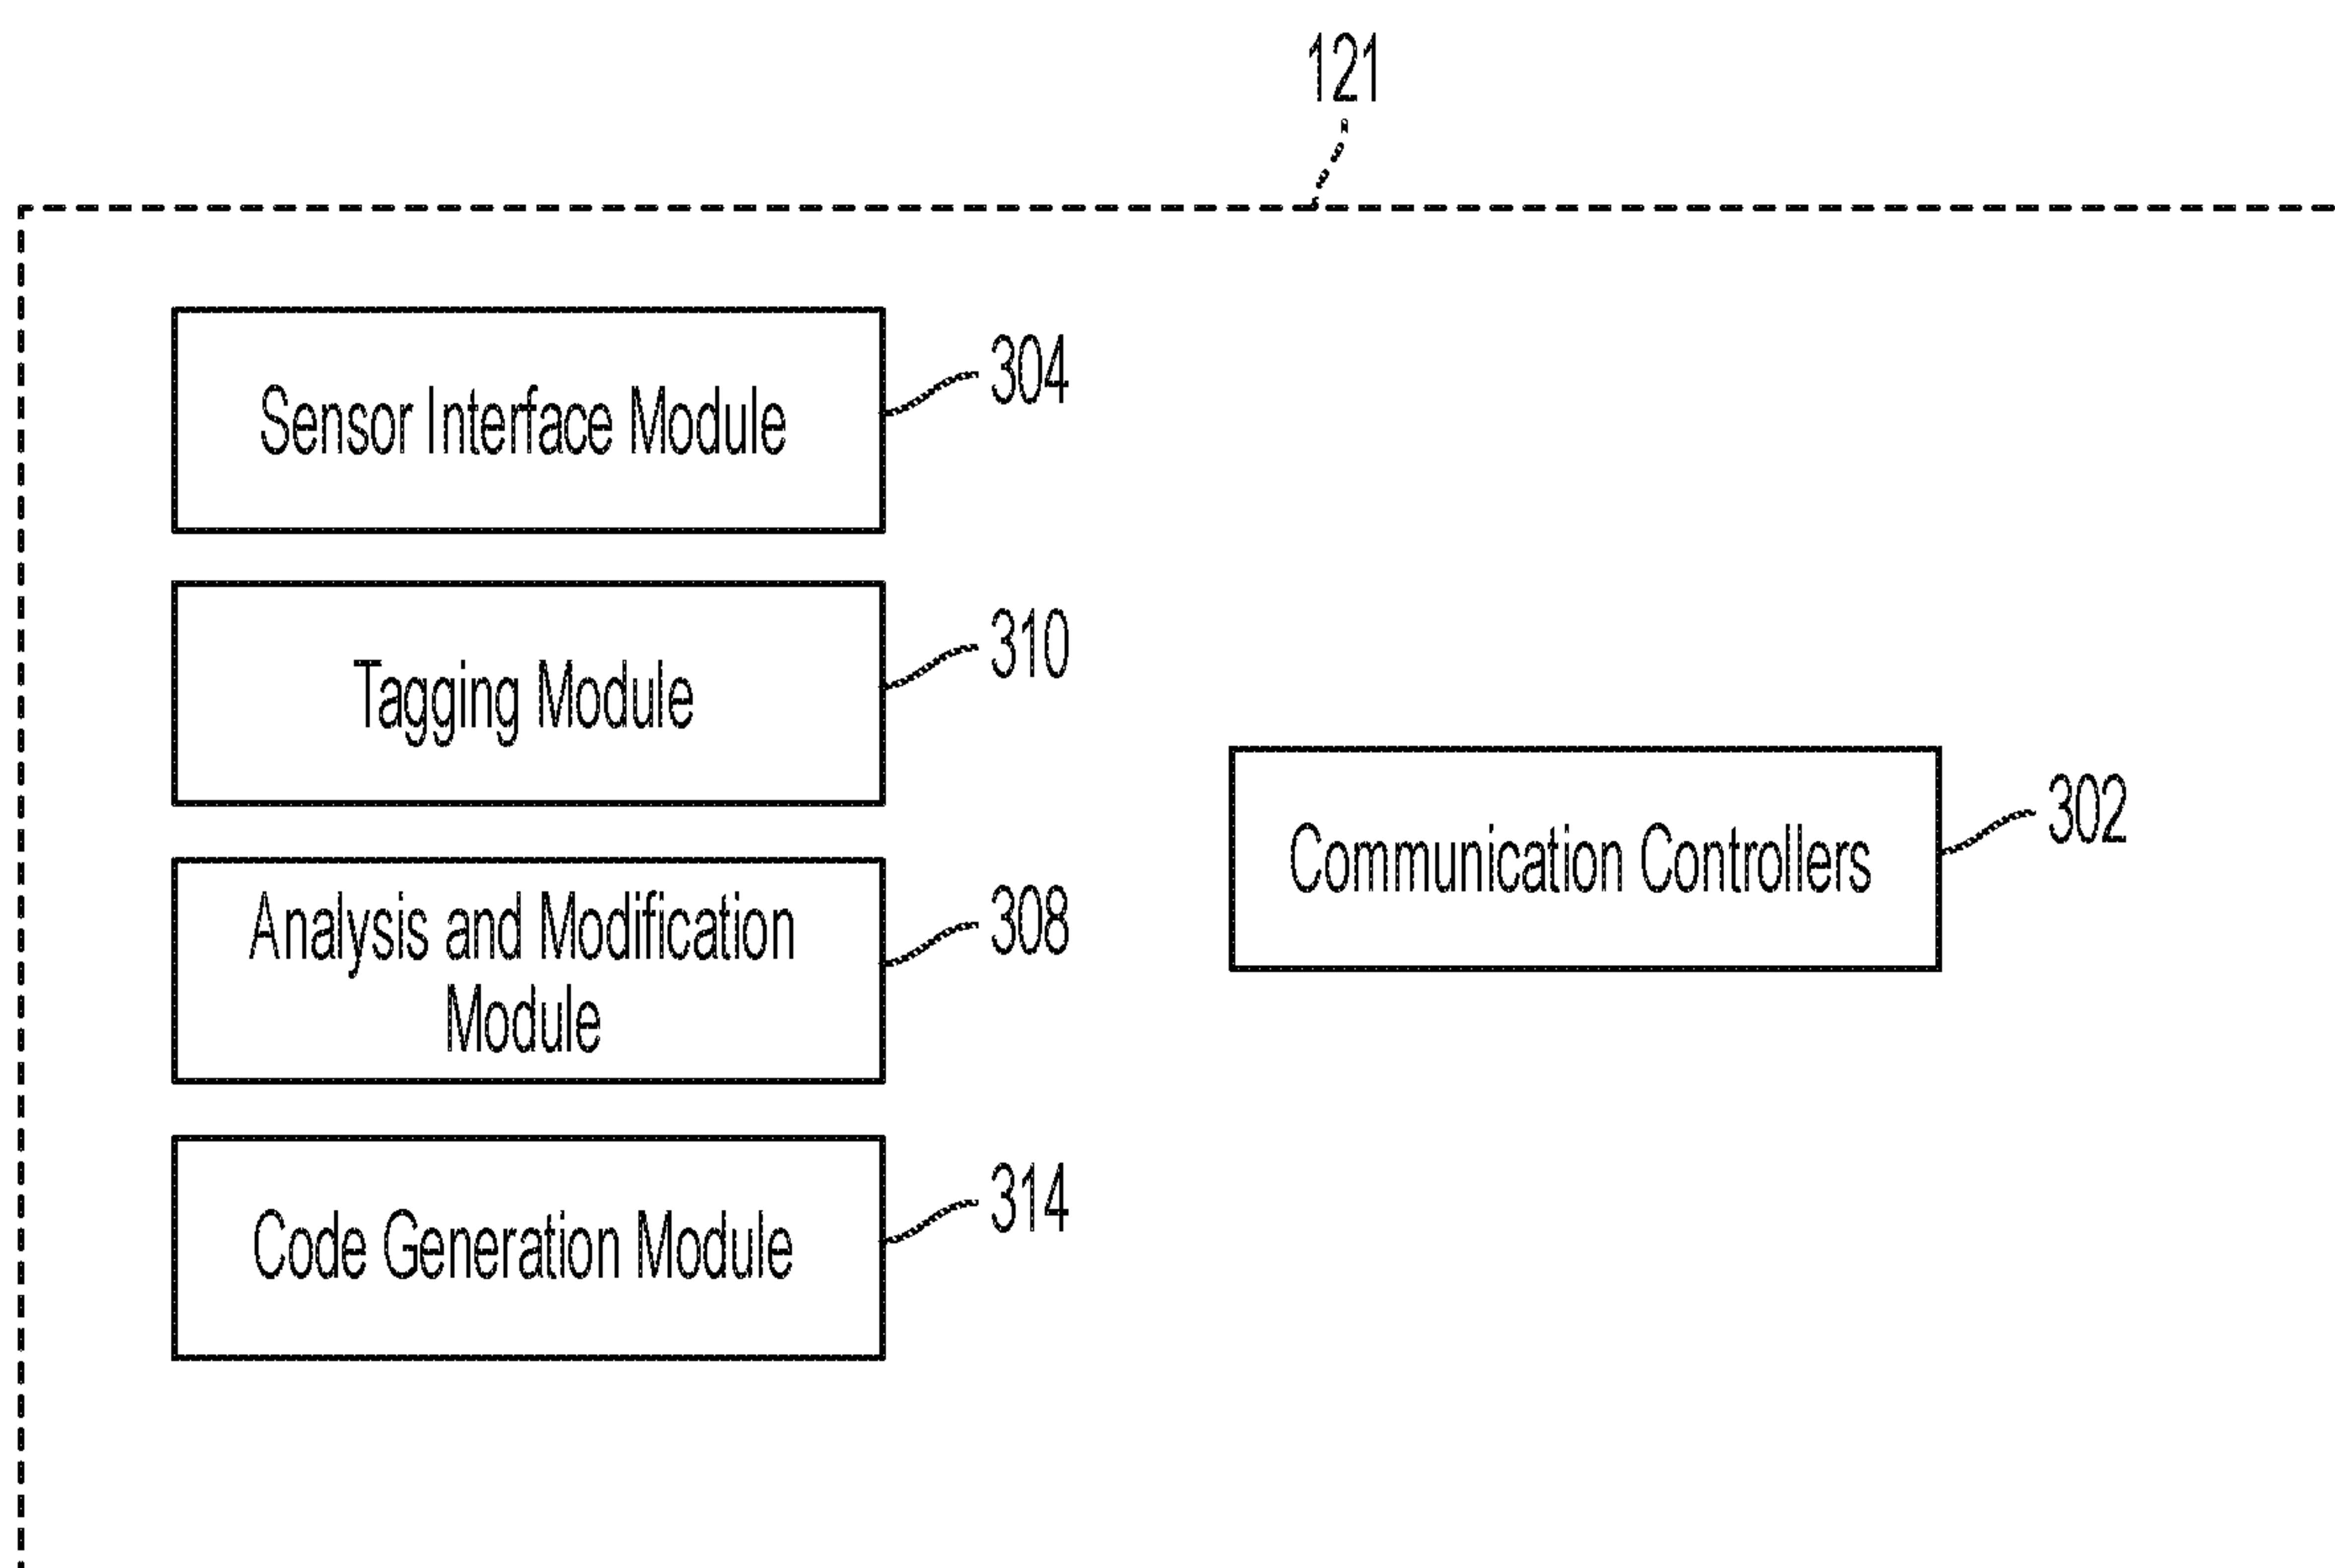 121
Sensor Interface Module
304
Tagging Module
310
Communication Controllers
302
Analysis and Modification
Module
308
Code Generation Module
314